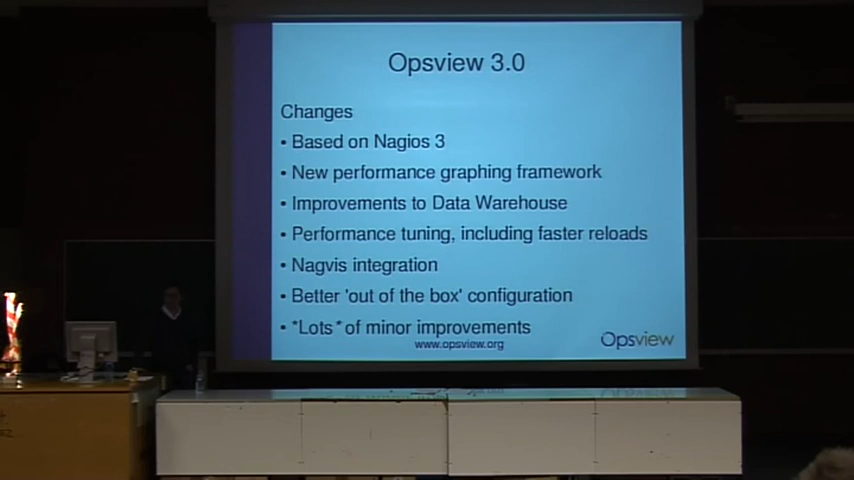 Opsview 3.0
Changes
• Based on Nagios 3
• New performance graphing framework
• Improvements to Data Warehouse
• Performance tuning, including faster reloads
• Nagvis integration
• Better 'out of the box' configuration
• *Lots* of minor improvements
www.opsview.org
Opsview